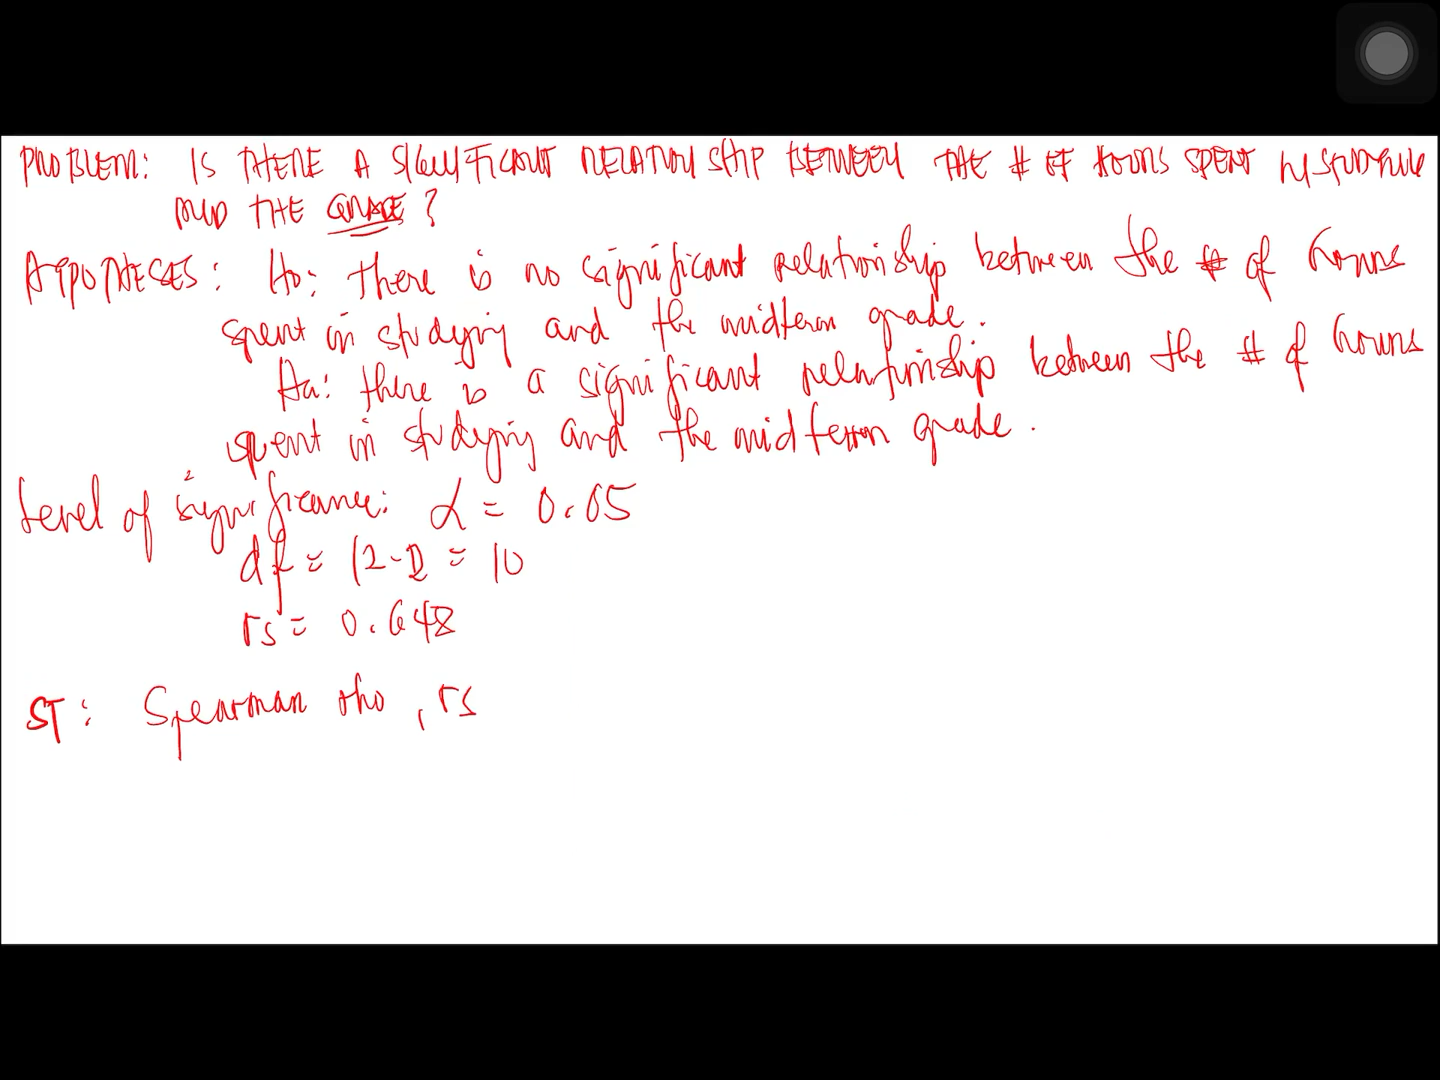 PROBLEM: IS THERE A SIGNIFICANT RELATIONSHIP BETWEEN THE # OF HOURS SPENT IN STUDYING
AND THE GRADE?
HYPOTHESES: Ho: There is no significant relationship between the # of hours
spent in studying and the midterm grade.
Ha: there is a significant relationship between the # of hours
spent in studying and the midterm grade.
Level of significance: α = 0.05
df = 12-2 = 10
rs = 0.648
ST: Spearman rho, rs